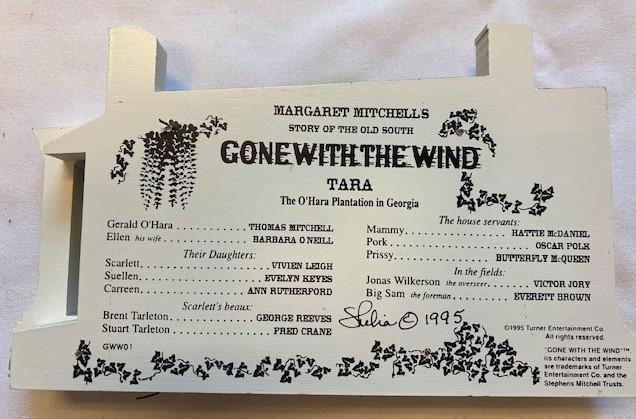 MARGARET MITCHELL'S
STORY OF THE OLD SOUTH
GONE WITH THE WIND
TARA
The O'Hara Plantation in Georgia
Gerald O'Hara . . . . . . . . . . . . THOMAS MITCHELL
Ellen his wife . . . . . . . . . . . . BARBARA O NEILL
Their Daughters:
Scarlett. . . . . . . . . . . . . . . . VIVIEN LEIGH
Suellen. . . . . . . . . . . . . . . . EVELYN KEYES
Carreen. . . . . . . . . . . . . ANN RUTHERFORD
Scarlett's beaux:
Brent Tarleton. . . . . . . . . . . GEORGE REEVES
Stuart Tarleton . . . . . . . . . . . . . FRED CRANE
GWW01
The house servants:
Mammy. . . . . . . . . . . . . . HATTIE McDANIEL
Pork . . . . . . . . . . . . . . . . . . . OSCAR POLK
Prissy. . . . . . . . . . . . . BUTTERFLY McQUEEN
In the fields:
Jonas Wilkerson the overseer. . . . . . . VICTOR JORY
Big Sam the foreman . . . . . . . . EVERETT BROWN
Shelia © 1995
©1995 Turner Entertainment Co.
All rights reserved.
"GONE WITH THE WIND"™,
its characters and elements
are trademarks of Turner
Entertainment Co. and the
Stephens Mitchell Trusts.